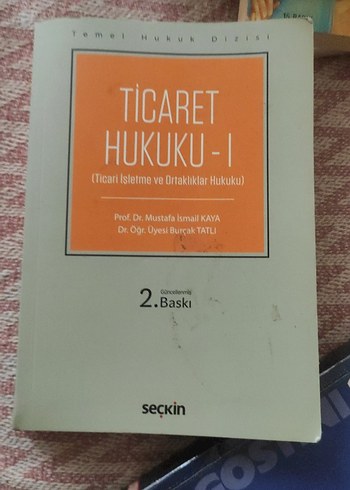 Temel Hukuk Dizisi
TİCARET
HUKUKU - I
(Ticari İşletme ve Ortaklıklar Hukuku)
Prof. Dr. Mustafa İsmail KAYA
Dr. Öğr. Üyesi Burçak TATLI
Güncellenmiş
2. Baskı
seçkin